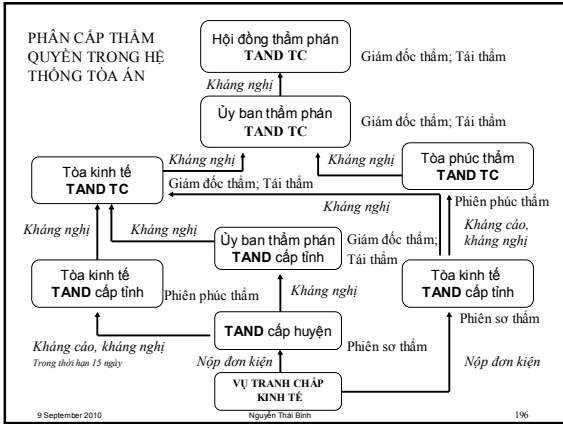 PHÂN CẤP THẨM
QUYỀN TRONG HỆ
THỐNG TÒA ÁN
Hội đồng thẩm phán
TAND TC
Giám đốc thẩm; Tái thẩm
Kháng nghị
Ủy ban thẩm phán
TAND TC
Giám đốc thẩm; Tái thẩm
Kháng nghị
Kháng nghị
Tòa kinh tế
TAND TC
Giám đốc thẩm; Tái thẩm
Tòa phúc thẩm
TAND TC
Phiên phúc thẩm
Kháng nghị
Kháng cáo,
kháng nghị
Kháng nghị
Kháng nghị
Ủy ban thẩm phán
TAND cấp tỉnh
Giám đốc thẩm;
Tái thẩm
Tòa kinh tế
TAND cấp tỉnh
Phiên phúc thẩm
Kháng nghị
Tòa kinh tế
TAND cấp tỉnh
Phiên sơ thẩm
TAND cấp huyện
Phiên sơ thẩm
Kháng cáo, kháng nghị
Trong thời hạn 15 ngày
Nộp đơn kiện
Nộp đơn kiện
VỤ TRANH CHẤP
KINH TẾ
9 September 2010
Nguyễn Thái Bình
196